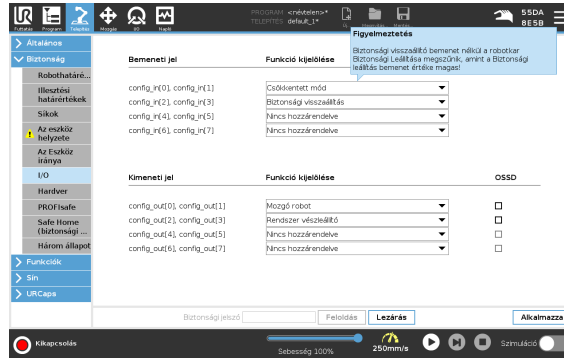 Futtatás Program Telepítés Mozgás I/O Napló
PROGRAM <névtelen>*
TELEPÍTÉS default_1*
55DA
8E5B
Figyelmeztetés
Biztonsági visszaállító bemenet nélkül a robotkar
Biztonsági Leállítása megszűnik, amint a Biztonsági
leállítás bemenet értéke magas!
Általános
Biztonság
Robothatáré...
Illesztési
határértékek
Síkok
Az eszköz
helyzete
Az Eszköz
iránya
I/O
Hardver
PROFIsafe
Safe Home
(biztonsági ...
Három állapot
Funkciók
Sín
URCaps
Bemeneti jel Funkció kijelölése
config_in[0], config_in[1] Csökkentett mód
config_in[2], config_in[3] Biztonsági visszaállítás
config_in[4], config_in[5] Nincs hozzárendelve
config_in[6], config_in[7] Nincs hozzárendelve
Kimeneti jel Funkció kijelölése OSSD
config_out[0], config_out[1] Mozgó robot
config_out[2], config_out[3] Rendszer vészleállító
config_out[4], config_out[5] Nincs hozzárendelve
config_out[6], config_out[7] Nincs hozzárendelve
Biztonsági jelszó Feloldás Lezárás Alkalmazza
Kikapcsolás
Sebesség 100%
250mm/s
Szimuláció